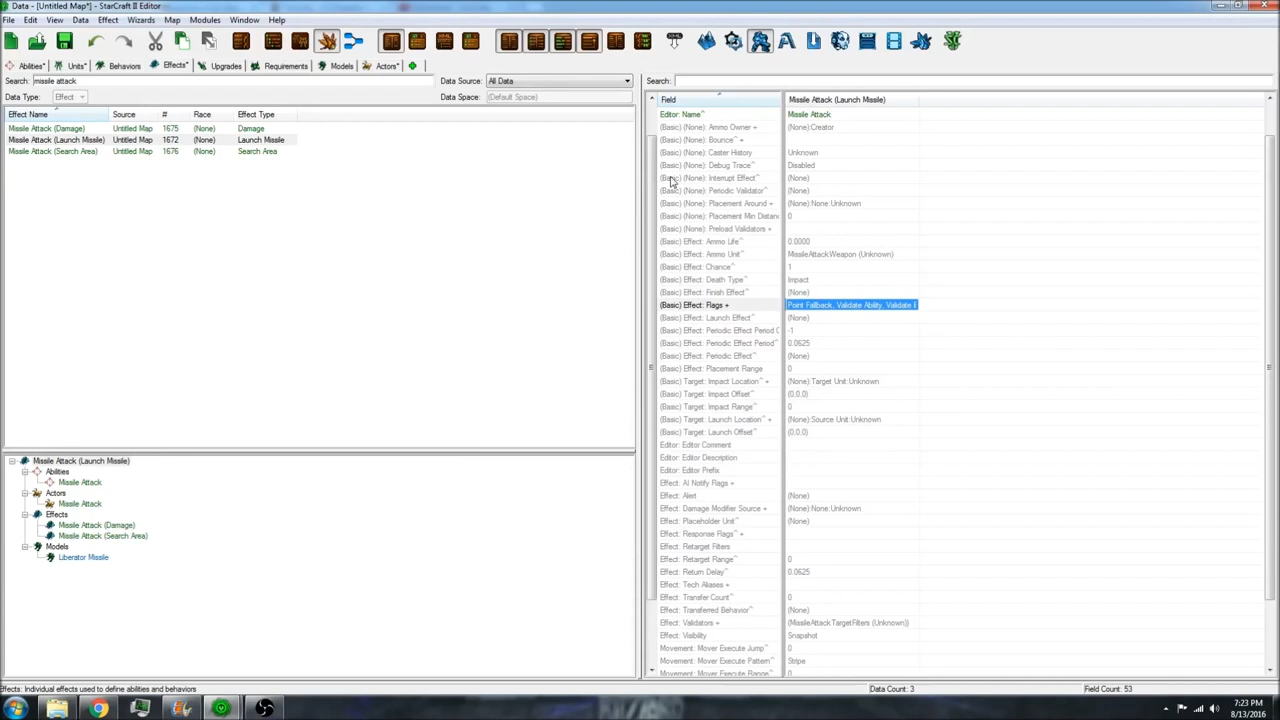 Data - [Untitled Map*] - StarCraft II Editor
File Edit View Data Effect Wizards Map Modules Window Help
Abilities* Units* Behaviors Effects* Upgrades Requirements Models Actors*
Search: missile attack Data Source: All Data Search:
Data Type: Effect Data Space: (Default Space)
Effect Name Source # Race Effect Type
Missile Attack (Damage) Untitled Map 1675 (None) Damage
Missile Attack (Launch Missile) Untitled Map 1672 (None) Launch Missile
Missile Attack (Search Area) Untitled Map 1676 (None) Search Area
Missile Attack (Launch Missile)
Abilities
Missile Attack
Actors
Missile Attack
Effects
Missile Attack (Damage)
Missile Attack (Search Area)
Models
Liberator Missile
Field Missile Attack (Launch Missile)
Editor: Name^ Missile Attack
(Basic) (None): Ammo Owner + (None):Creator
(Basic) (None): Bounce^ +
(Basic) (None): Caster History Unknown
(Basic) (None): Debug Trace^ Disabled
(Basic) (None): Interrupt Effect^ (None)
(Basic) (None): Periodic Validator^ (None)
(Basic) (None): Placement Around + (None):None:Unknown
(Basic) (None): Placement Min Distanc 0
(Basic) (None): Preload Validators +
(Basic) Effect: Ammo Life^ 0.0000
(Basic) Effect: Ammo Unit^ MissileAttackWeapon (Unknown)
(Basic) Effect: Chance^ 1
(Basic) Effect: Death Type^ Impact
(Basic) Effect: Finish Effect^ (None)
(Basic) Effect: Flags + Point Fallback, Validate Ability, Validate
(Basic) Effect: Launch Effect^ (None)
(Basic) Effect: Periodic Effect Period C -1
(Basic) Effect: Periodic Effect Period^ 0.0625
(Basic) Effect: Periodic Effect^ (None)
(Basic) Effect: Placement Range 0
(Basic) Target: Impact Location^ + (None):Target Unit:Unknown
(Basic) Target: Impact Offset^ (0,0,0)
(Basic) Target: Impact Range^ 0
(Basic) Target: Launch Location^ + (None):Source Unit:Unknown
(Basic) Target: Launch Offset^ (0,0,0)
Editor: Editor Comment
Editor: Editor Description
Editor: Editor Prefix
Effect: AI Notify Flags +
Effect: Alert (None)
Effect: Damage Modifier Source + (None):None:Unknown
Effect: Placeholder Unit^ (None)
Effect: Response Flags^ +
Effect: Retarget Filters
Effect: Retarget Range^ 0
Effect: Return Delay^ 0.0625
Effect: Tech Aliases +
Effect: Transfer Count^ 0
Effect: Transferred Behavior^ (None)
Effect: Validators + (MissileAttackTargetFilters (Unknown))
Effect: Visibility Snapshot
Movement: Mover Execute Jump^ 0
Movement: Mover Execute Pattern^ Stripe
Movement: Mover Execute Range^ 0
Effects: Individual effects used to define abilities and behaviors Data Count: 3 Field Count: 53
7:23 PM
8/13/2016